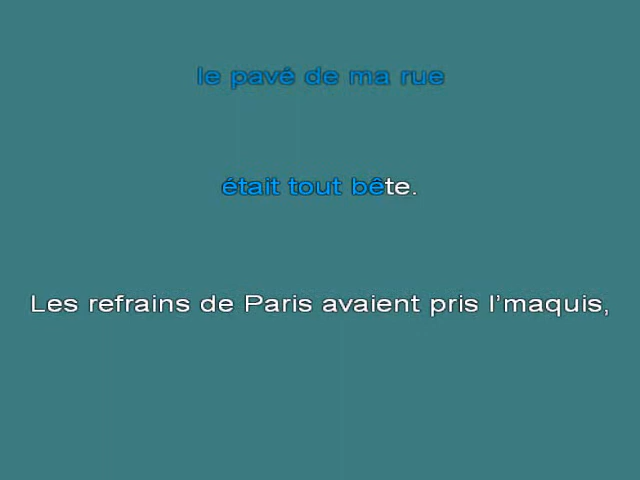 le pavé de ma rue
était tout bête.
Les refrains de Paris avaient pris l’maquis,